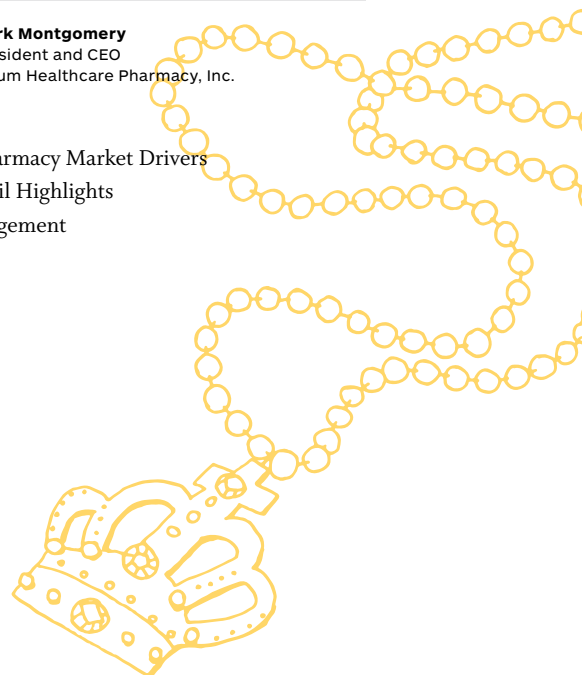 rk Montgomery
sident and CEO
um Healthcare Pharmacy, Inc.
armacy Market Drivers
il Highlights
gement